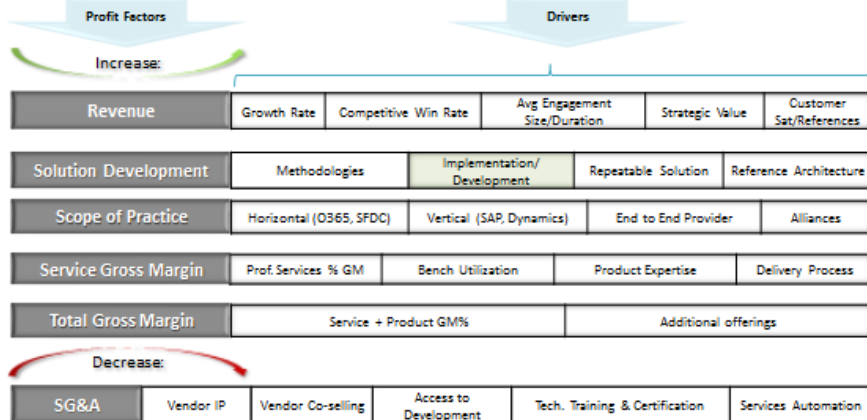 Profit Factors
Drivers
Increase:
Revenue
Growth Rate
Competitive Win Rate
Avg Engagement
Size/Duration
Strategic Value
Customer
Sat/References
Solution Development
Methodologies
Implementation/
Development
Repeatable Solution
Reference Architecture
Scope of Practice
Horizontal (O365, SFDC)
Vertical (SAP, Dynamics)
End to End Provider
Alliances
Service Gross Margin
Prof. Services % GM
Bench Utilization
Product Expertise
Delivery Process
Total Gross Margin
Service + Product GM%
Additional offerings
Decrease:
SG&A
Vendor IP
Vendor Co-selling
Access to
Development
Tech. Training & Certification
Services Automation